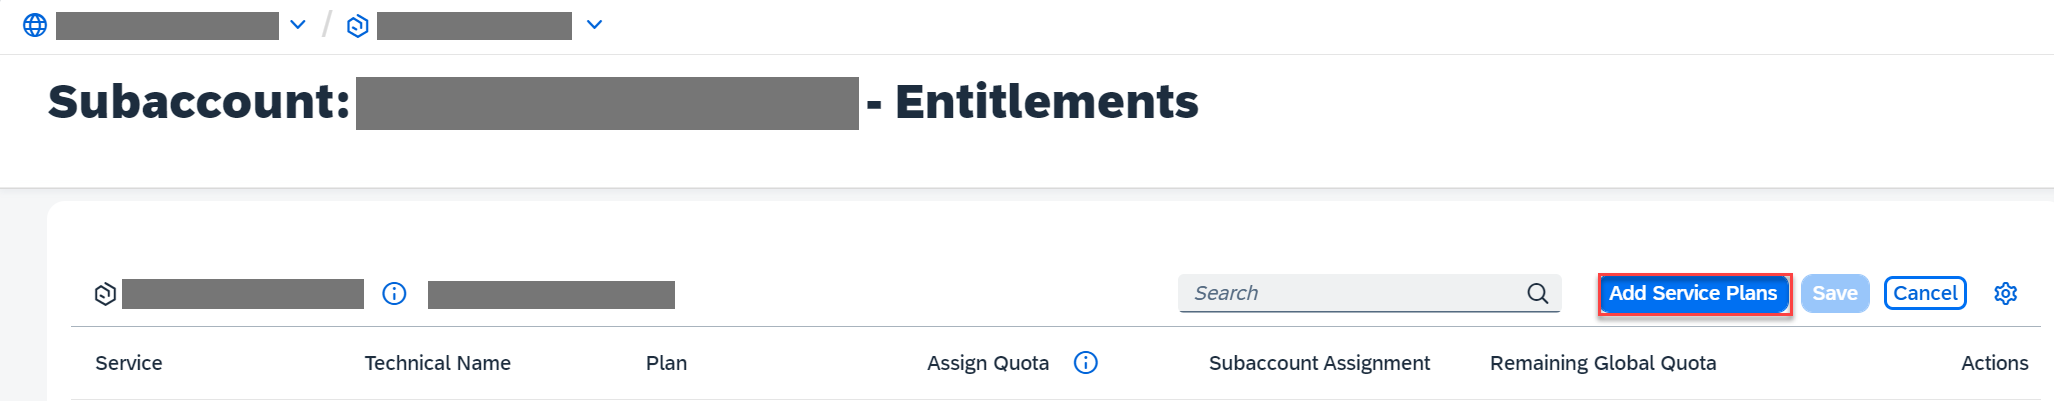 /
Subaccount: - Entitlements
Search Add Service Plans Save Cancel
Service Technical Name Plan Assign Quota Subaccount Assignment Remaining Global Quota Actions